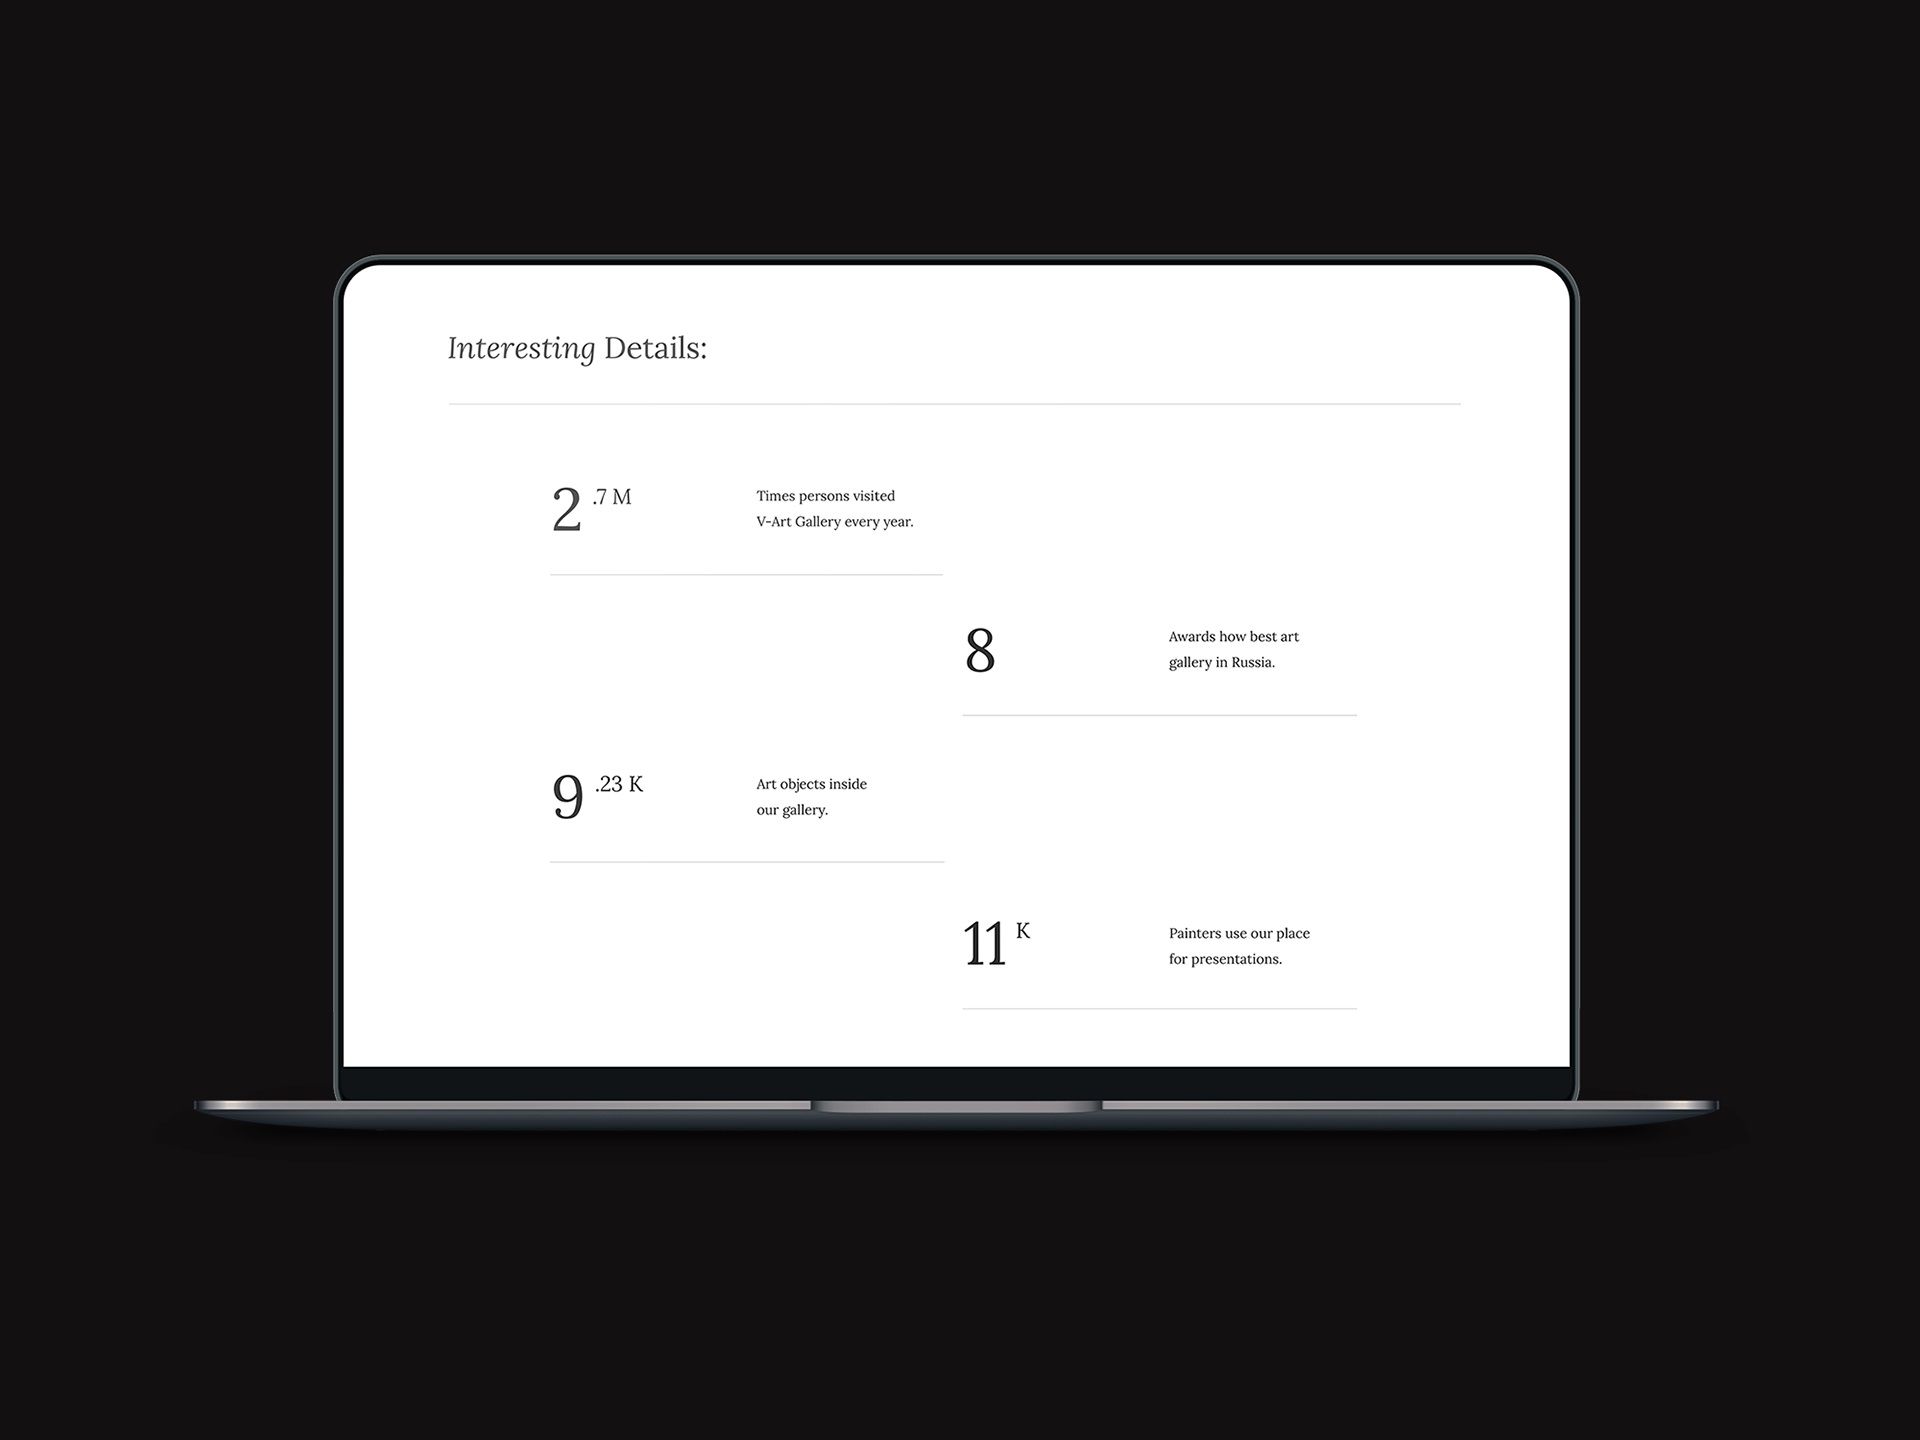 Interesting Details:
2 .7 M
Times persons visited
V-Art Gallery every year.
8
Awards how best art
gallery in Russia.
9 .23 K
Art objects inside
our gallery.
11 K
Painters use our place
for presentations.